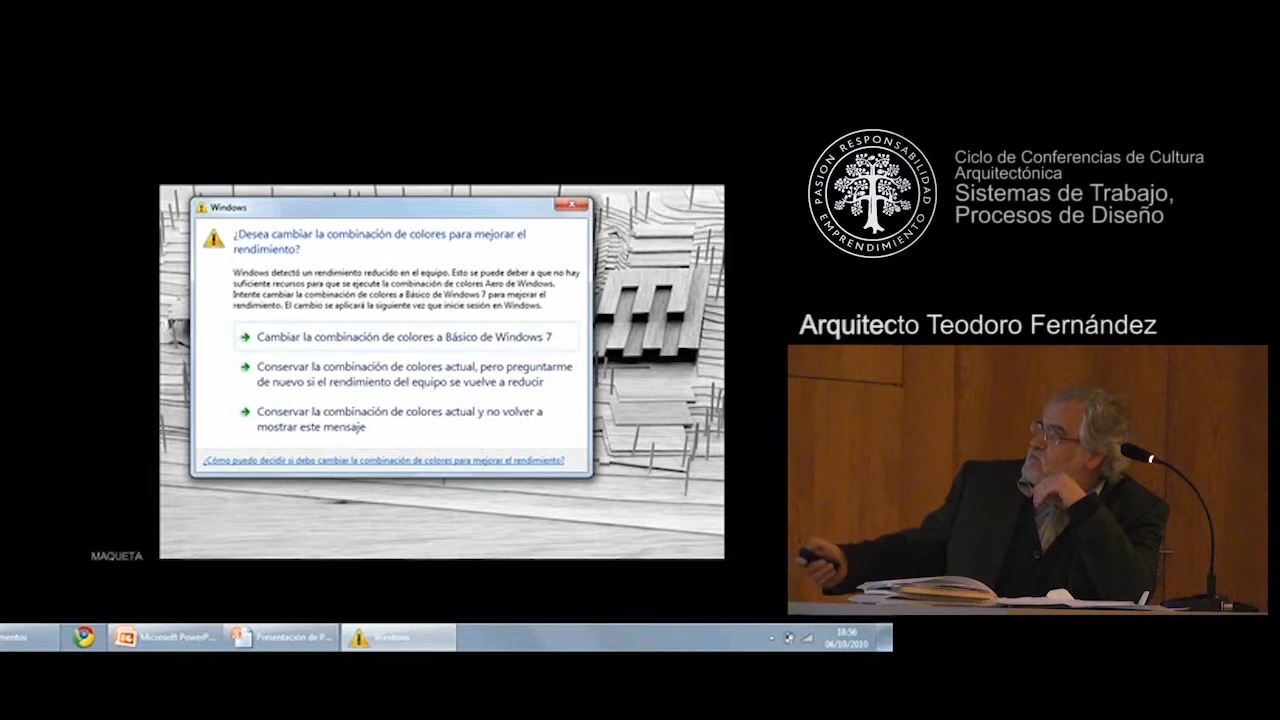 Windows
¿Desea cambiar la combinación de colores para mejorar el
rendimiento?
Windows detectó un rendimiento reducido en el equipo. Esto se puede deber a que no hay
suficiente recursos para que se ejecute la combinación de colores Aero de Windows.
Intente cambiar la combinación de colores a Básico de Windows 7 para mejorar el
rendimiento. El cambio se aplicará la siguiente vez que inicie sesión en Windows.
Cambiar la combinación de colores a Básico de Windows 7
Conservar la combinación de colores actual, pero preguntarme
de nuevo si el rendimiento del equipo se vuelve a reducir
Conservar la combinación de colores actual y no volver a
mostrar este mensaje
¿Cómo puedo decidir si debo cambiar la combinación de colores para mejorar el rendimiento?
MAQUETA
mentos
Microsoft PowerP...
Presentación de P...
Windows
18:56
06/10/2010
PASION RESPONSABILIDAD
EMPRENDIMIENTO
Ciclo de Conferencias de Cultura
Arquitectónica
Sistemas de Trabajo,
Procesos de Diseño
Arquitecto Teodoro Fernández